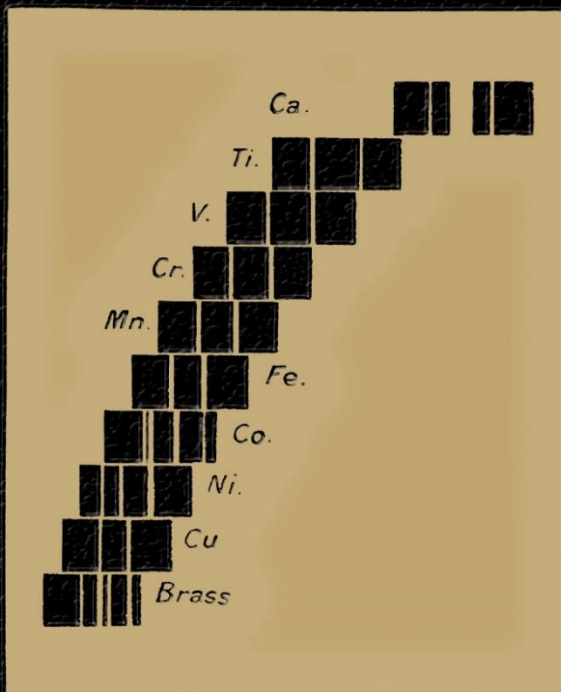 Ca.
Ti.
V.
Cr.
Mn.
Fe.
Co.
Ni.
Cu
Brass